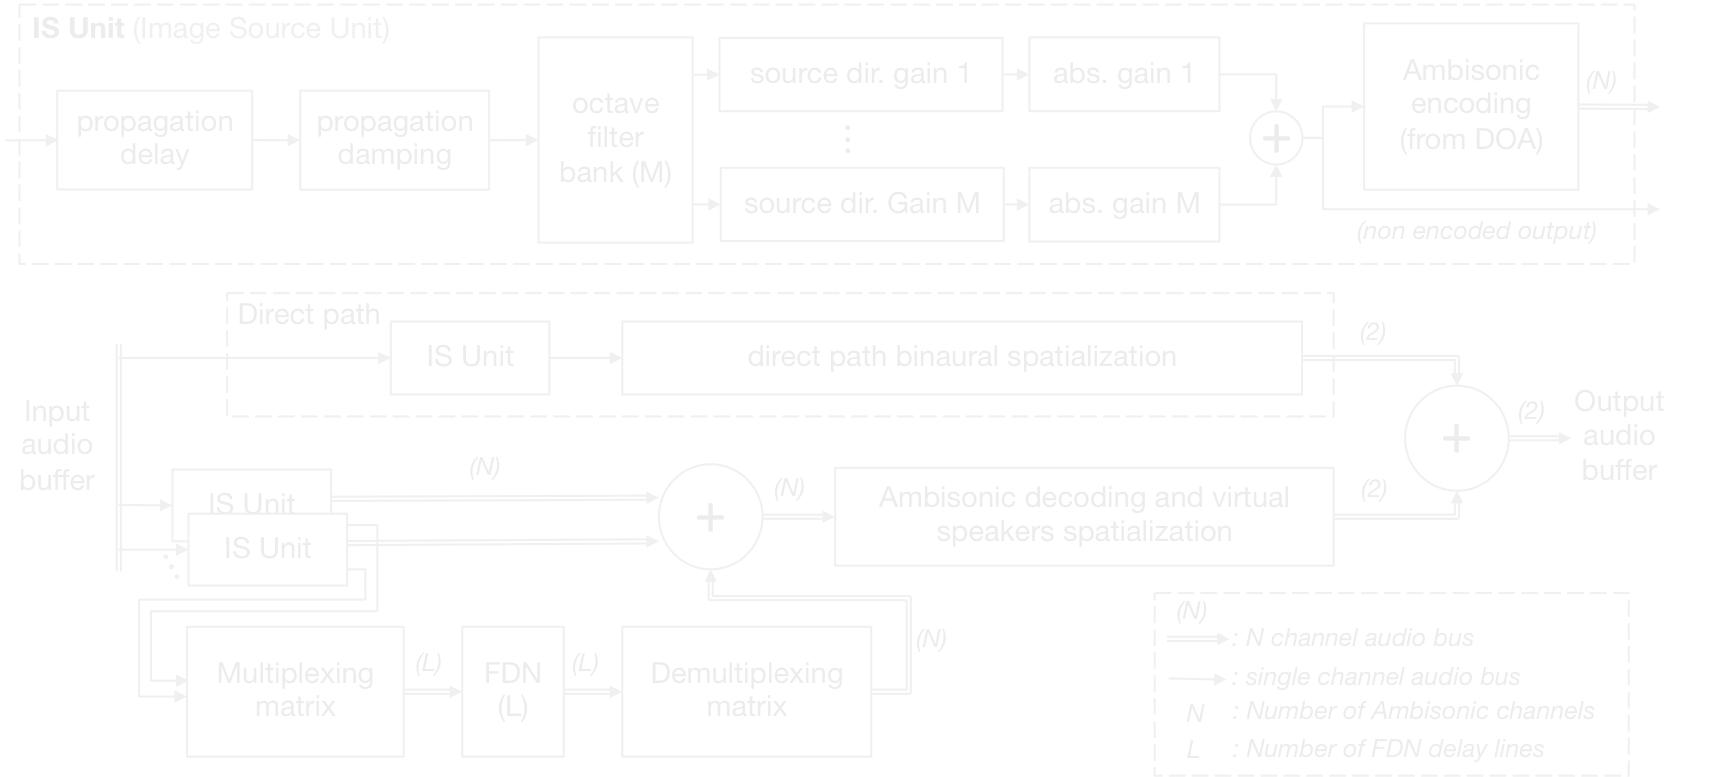 IS Unit (Image Source Unit)
propagation
delay
propagation
damping
octave
filter
bank (M)
source dir. gain 1
abs. gain 1
source dir. Gain M
abs. gain M
+
Ambisonic
encoding
(from DOA)
(N)
(non encoded output)
Direct path
IS Unit
direct path binaural spatialization
(2)
Input
audio
buffer
+
(2)
Output
audio
buffer
IS Unit
IS Unit
(N)
+
(N)
Ambisonic decoding and virtual
speakers spatialization
(2)
Multiplexing
matrix
(L)
FDN
(L)
(L)
Demultiplexing
matrix
(N)
(N)
: N channel audio bus
: single channel audio bus
N : Number of Ambisonic channels
L : Number of FDN delay lines